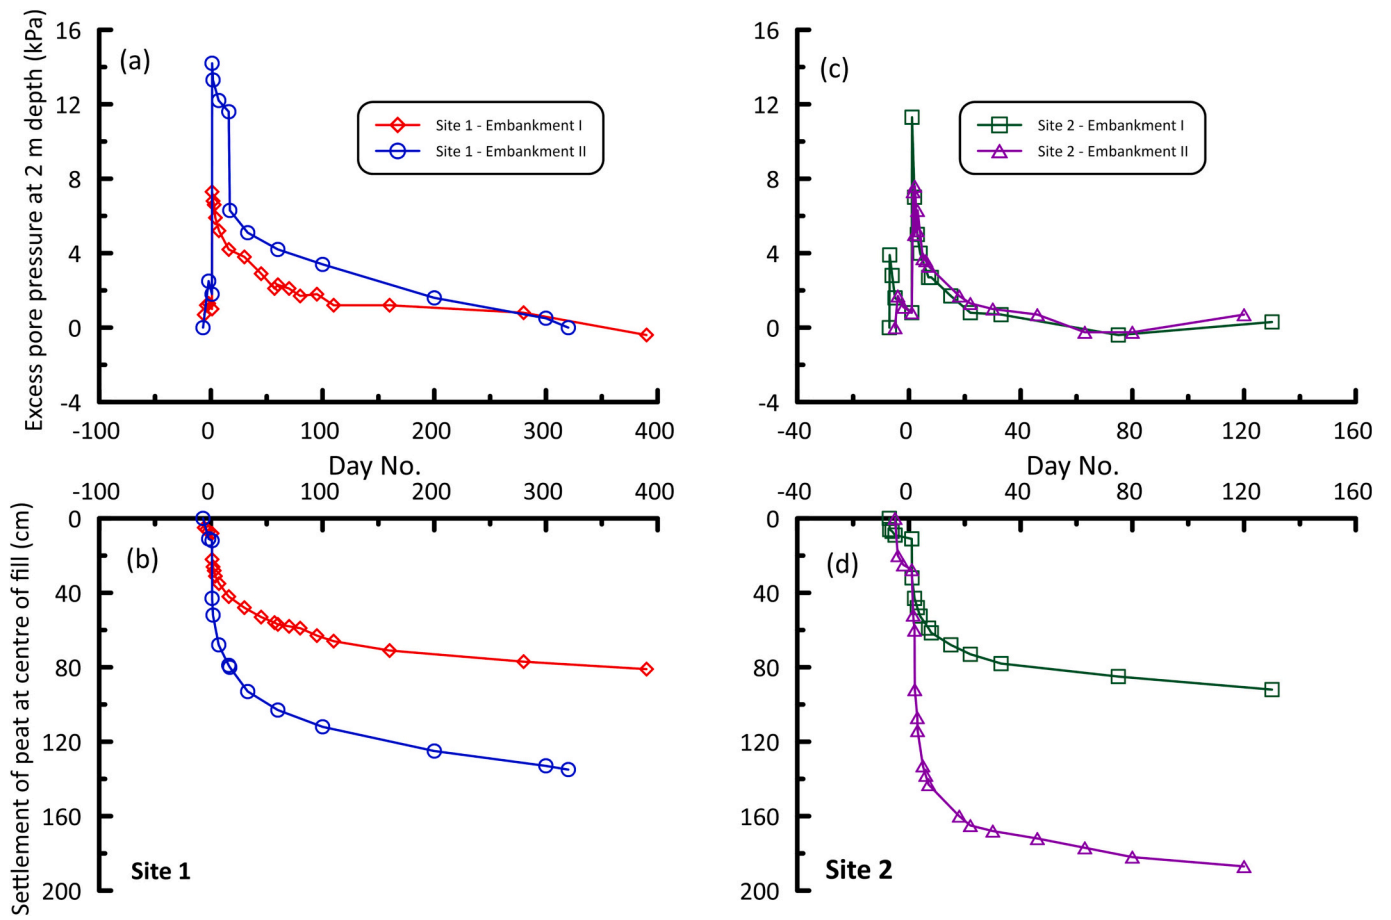 Excess pore pressure at 2 m depth (kPa)
16
12
8
4
0
-4
(a)
Site 1 - Embankment I
Site 1 - Embankment II
-100 0 100 200 300 400
Day No.
16
12
8
4
0
-4
(c)
Site 2 - Embankment I
Site 2 - Embankment II
-40 0 40 80 120 160
Day No.
Settlement of peat at centre of fill (cm)
-100 0 100 200 300 400
0
40
80
120
160
200
(b)
Site 1
-40 0 40 80 120 160
0
40
80
120
160
200
(d)
Site 2